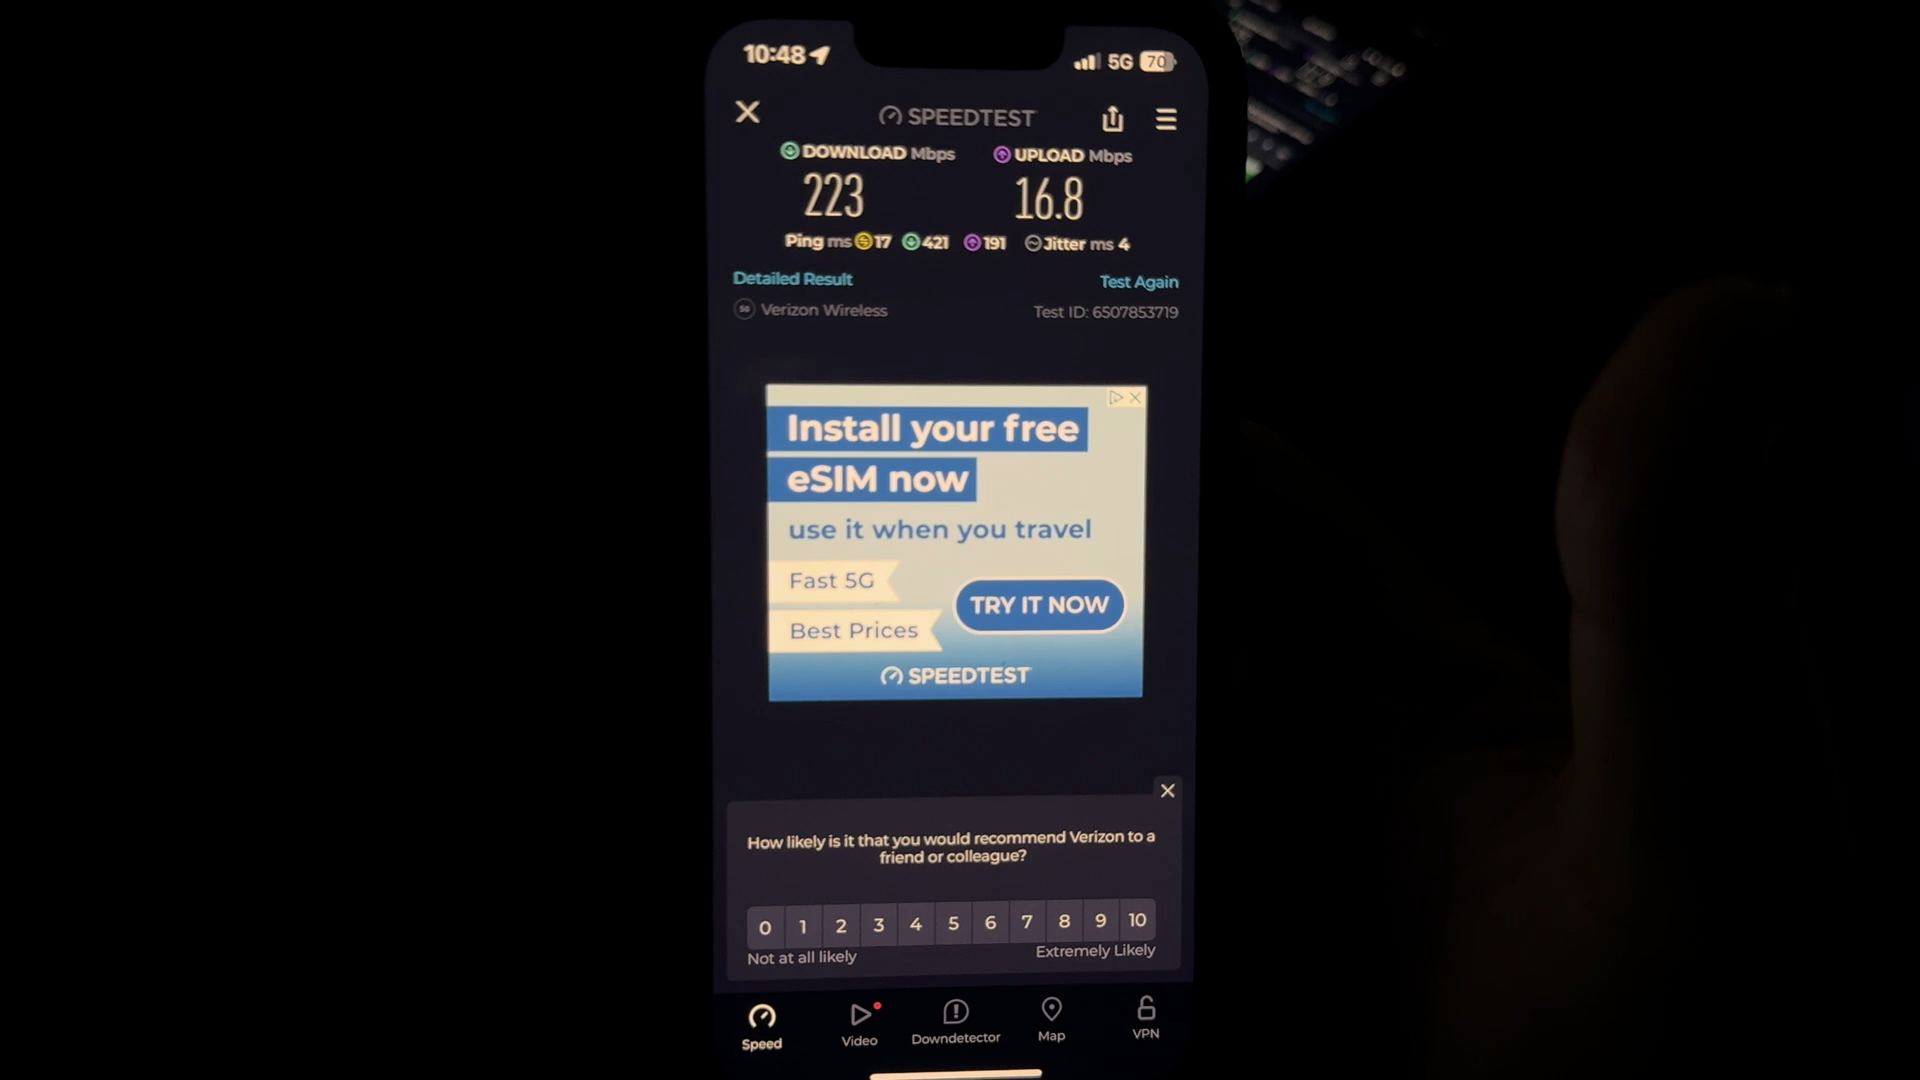 10:48 5G 70
SPEEDTEST
DOWNLOAD Mbps UPLOAD Mbps
223 16.8
Ping ms 17 421 191 Jitter ms 4
Detailed Result Test Again
Verizon Wireless Test ID: 6507853719
Install your free
eSIM now
use it when you travel
Fast 5G
TRY IT NOW
Best Prices
SPEEDTEST
How likely is it that you would recommend Verizon to a
friend or colleague?
0 1 2 3 4 5 6 7 8 9 10
Not at all likely Extremely Likely
Speed Video Downdetector Map VPN